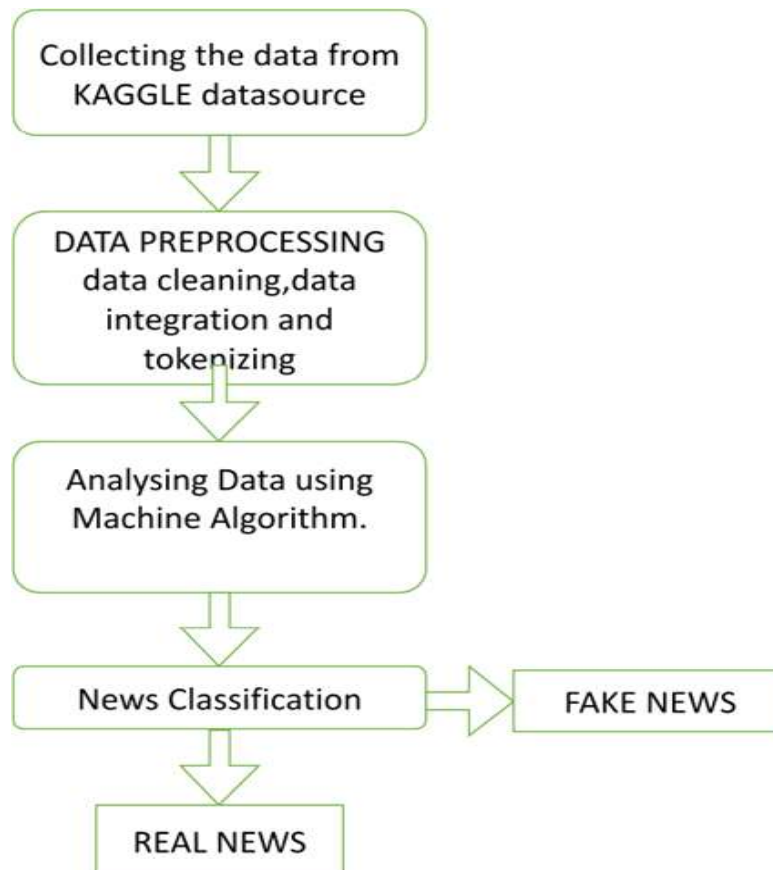 Collecting the data from
KAGGLE datasource
DATA PREPROCESSING
data cleaning,data
integration and
tokenizing
Analysing Data using
Machine Algorithm.
News Classification
FAKE NEWS
REAL NEWS